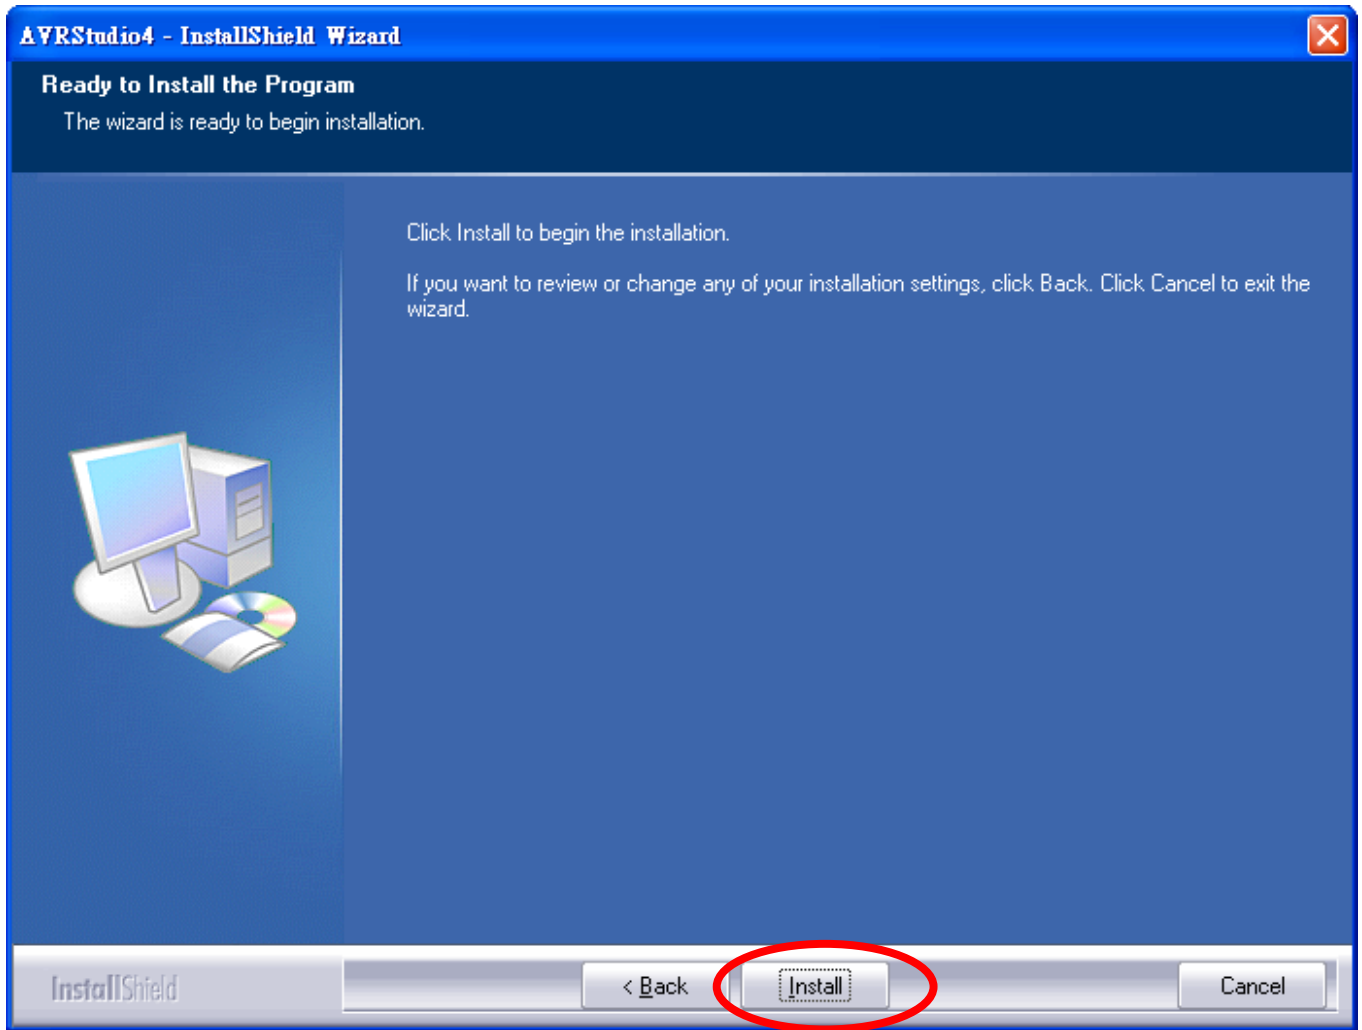 AVRStudio4 - InstallShield Wizard
Ready to Install the Program
The wizard is ready to begin installation.
Click Install to begin the installation.
If you want to review or change any of your installation settings, click Back. Click Cancel to exit the
wizard.
InstallShield
< Back
Install
Cancel